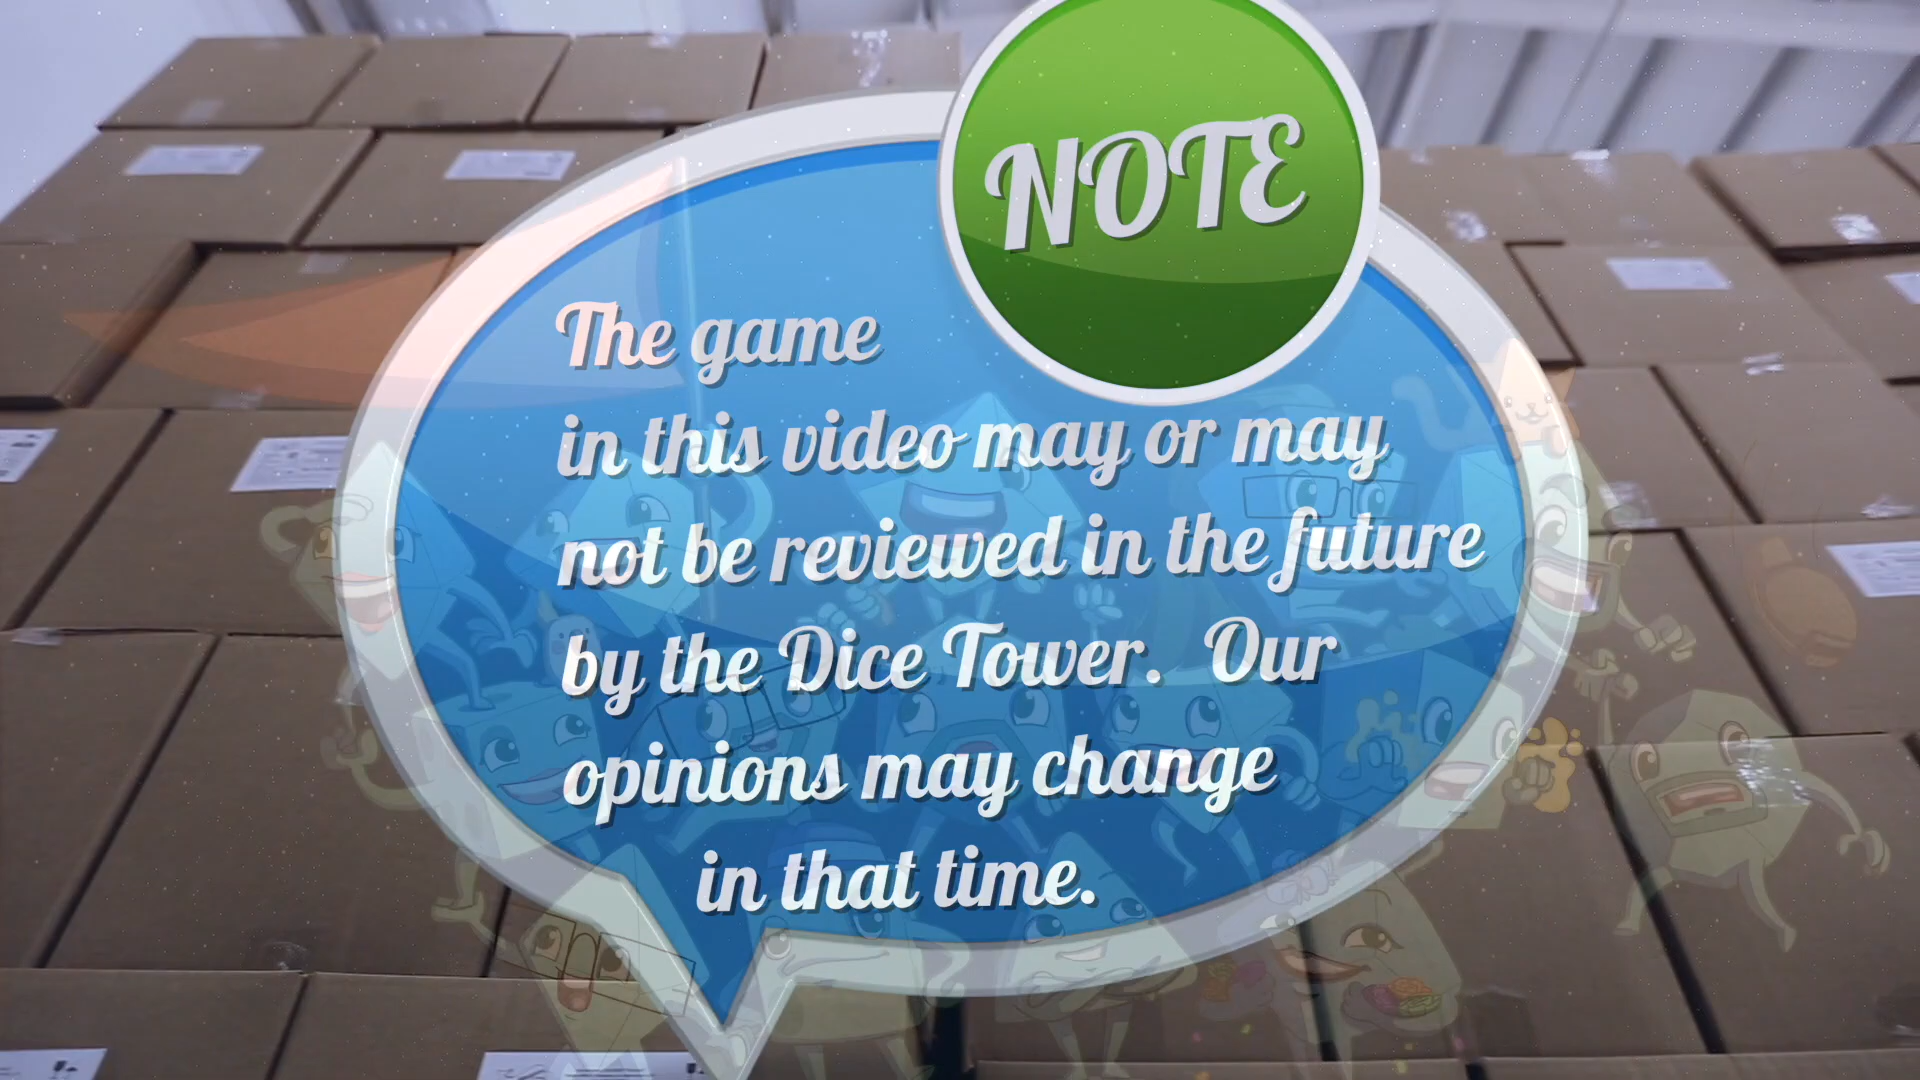 NOTE
The game
in this video may or may
not be reviewed in the future
by the Dice Tower. Our
opinions may change
in that time.